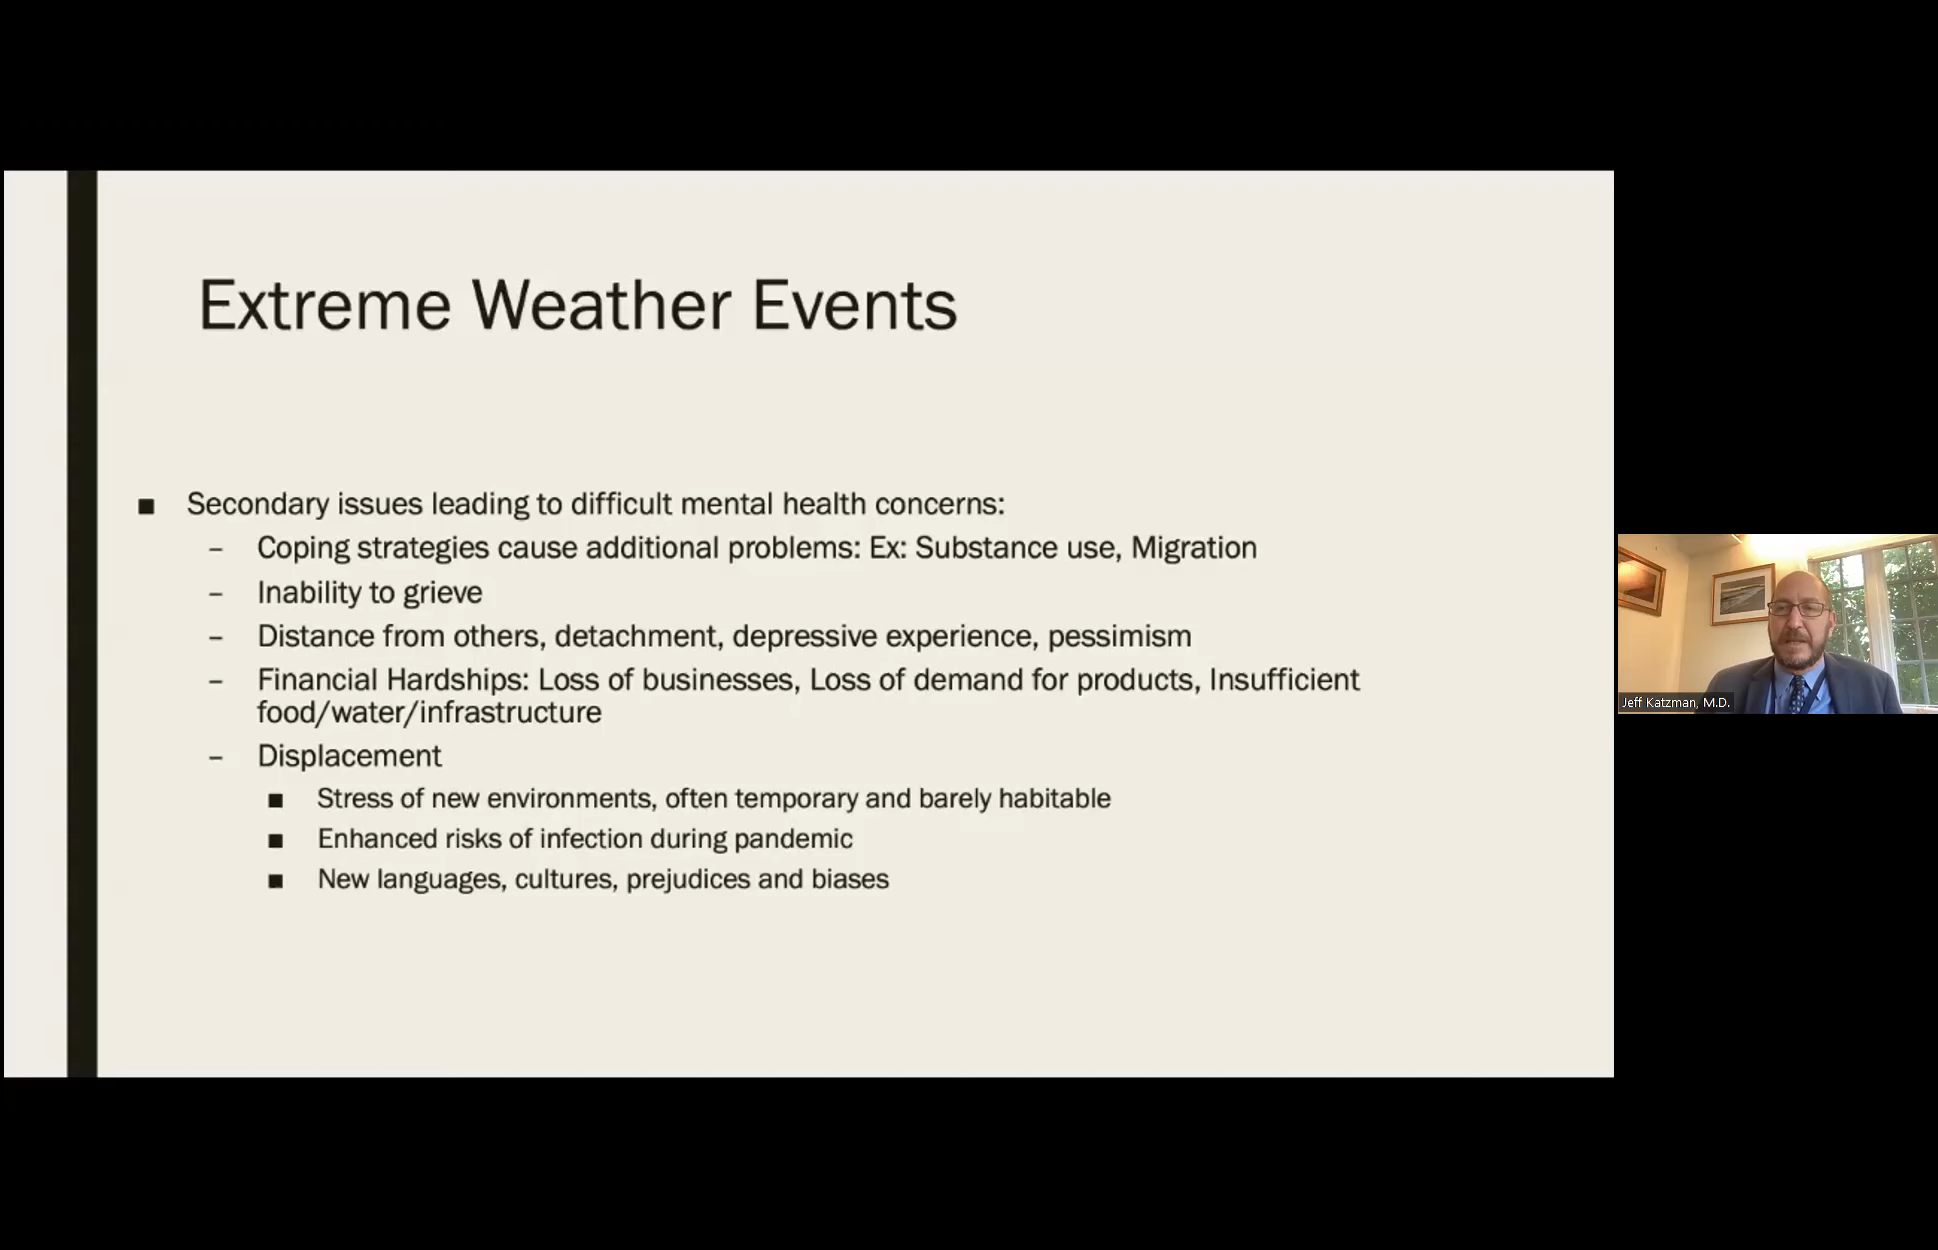 Extreme Weather Events
■ Secondary issues leading to difficult mental health concerns:
– Coping strategies cause additional problems: Ex: Substance use, Migration
– Inability to grieve
– Distance from others, detachment, depressive experience, pessimism
– Financial Hardships: Loss of businesses, Loss of demand for products, Insufficient
food/water/infrastructure
– Displacement
■ Stress of new environments, often temporary and barely habitable
■ Enhanced risks of infection during pandemic
■ New languages, cultures, prejudices and biases
Jeff Katzman, M.D.